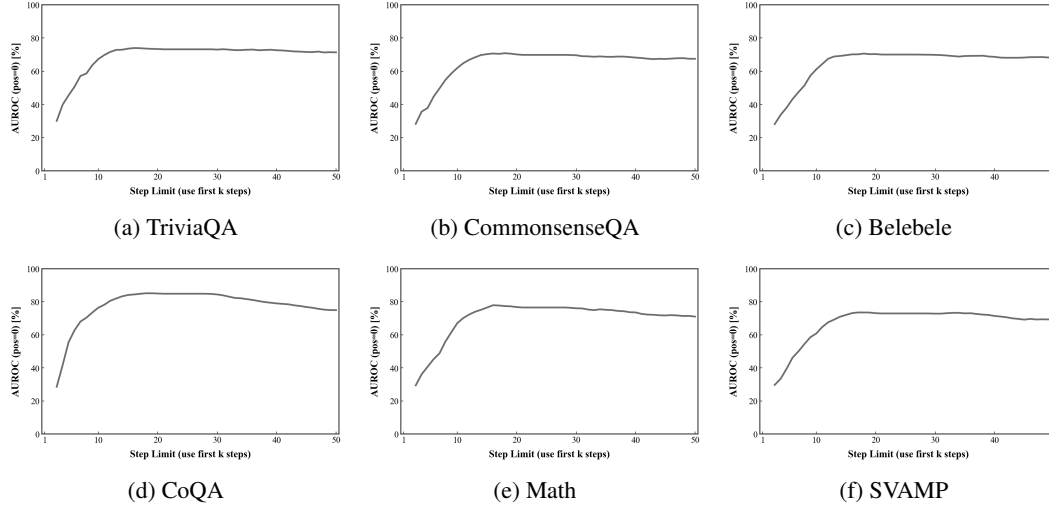 100
80
60
40
20
0
AUROC (pos=0) [%]
1 10 20 30 40 50
Step Limit (use first k steps)
(a) TriviaQA
100
80
60
40
20
0
AUROC (pos=0) [%]
1 10 20 30 40 50
Step Limit (use first k steps)
(b) CommonsenseQA
100
80
60
40
20
0
AUROC (pos=0) [%]
1 10 20 30 40
Step Limit (use first k steps)
(c) Belebele
100
80
60
40
20
0
AUROC (pos=0) [%]
1 10 20 30 40 50
Step Limit (use first k steps)
(d) CoQA
100
80
60
40
20
0
AUROC (pos=0) [%]
1 10 20 30 40 50
Step Limit (use first k steps)
(e) Math
100
80
60
40
20
0
AUROC (pos=0) [%]
1 10 20 30 40
Step Limit (use first k steps)
(f) SVAMP